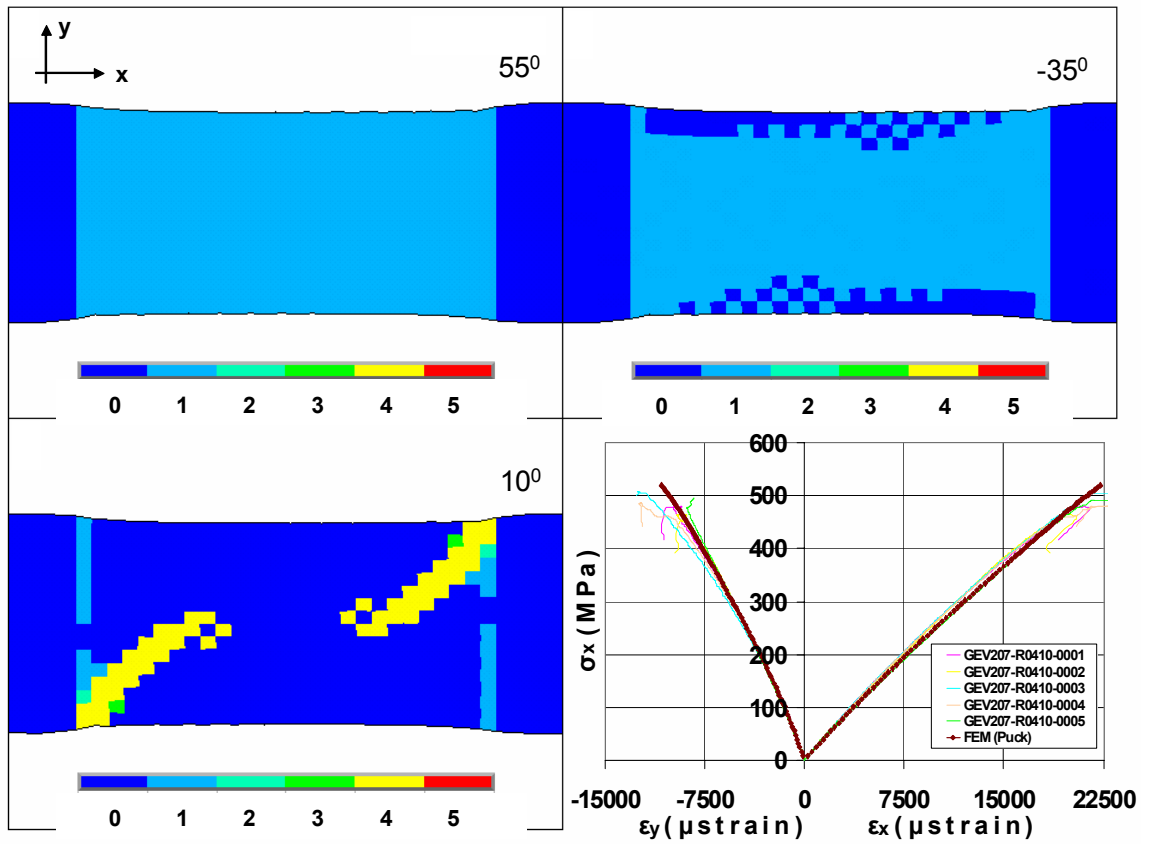 y
x
55⁰
-35⁰
0 1 2 3 4 5
0 1 2 3 4 5
10⁰
0 1 2 3 4 5
600
500
400
300
200
100
0
σx (MPa)
GEV207-R0410-0001
GEV207-R0410-0002
GEV207-R0410-0003
GEV207-R0410-0004
GEV207-R0410-0005
FEM (Puck)
-15000 -7500 0 7500 15000 22500
εy (μstrain) εx (μstrain)